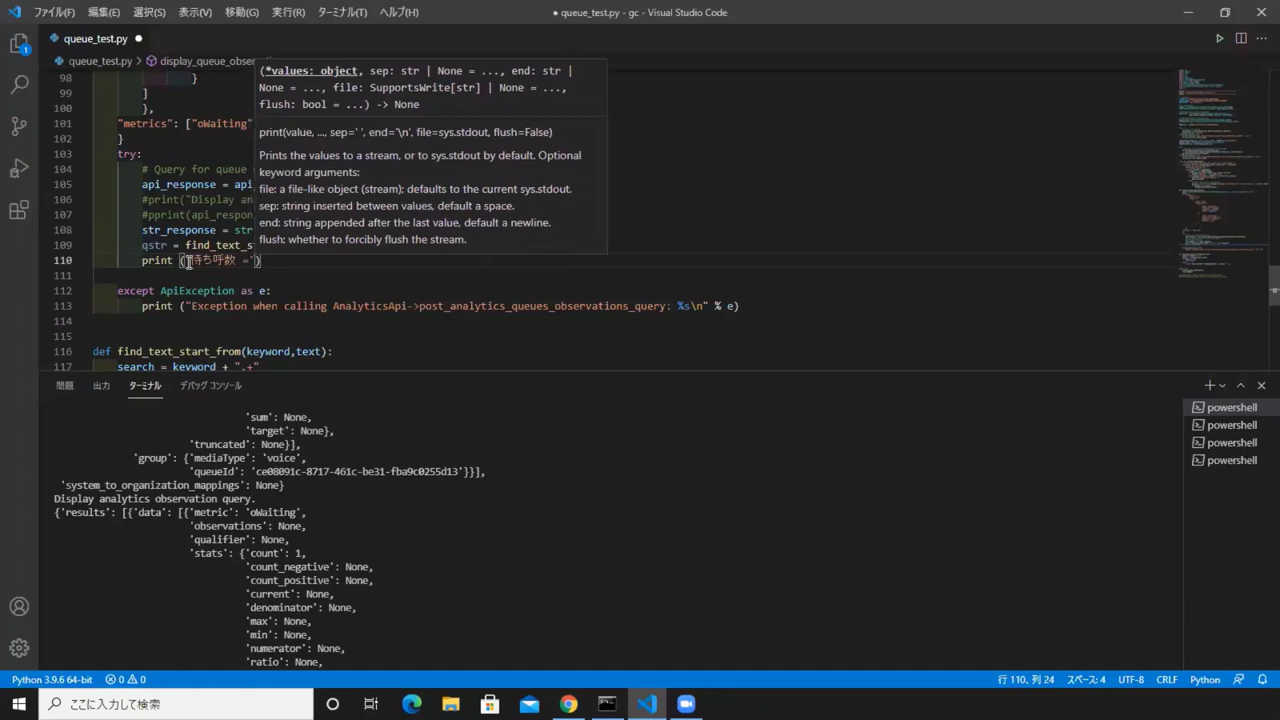 ファイル(F) 編集(E) 選択(S) 表示(V) 移動(G) 実行(R) ターミナル(T) ヘルプ(H)
● queue_test.py - gc - Visual Studio Code
queue_test.py ●
queue_test.py > display_queue_obser
(*values: object, sep: str | None = ..., end: str |
None = ..., file: SupportsWrite[str] | None = ...,
flush: bool = ...) -> None
print(value, ..., sep=' ', end='\n', file=sys.stdout, flush=False)
Prints the values to a stream, or to sys.stdout by default. Optional
keyword arguments:
file: a file-like object (stream); defaults to the current sys.stdout.
sep: string inserted between values, default a space.
end: string appended after the last value, default a newline.
flush: whether to forcibly flush the stream.
98 }
99 ]
100 },
101 "metrics": ["oWaiting"
102 }
103 try:
104 # Query for queue
105 api_response = api
106 #print("Display an
107 #pprint(api_respon
108 str_response = str
109 qstr = find_text_s
110 print ('待ち呼数 =')
111
112 except ApiException as e:
113 print ("Exception when calling AnalyticsApi->post_analytics_queues_observations_query: %s\n" % e)
114
115
116 def find_text_start_from(keyword,text):
117 search = keyword + ".+"
問題 出力 ターミナル デバッグ コンソール
'sum': None,
'target': None},
'truncated': None}],
'group': {'mediaType': 'voice',
'queueId': 'ce08091c-8717-461c-be31-fba9c0255d13'}}],
'system_to_organization_mappings': None}
Display analytics observation query.
{'results': [{'data': [{'metric': 'oWaiting',
'observations': None,
'qualifier': None,
'stats': {'count': 1,
'count_negative': None,
'count_positive': None,
'current': None,
'denominator': None,
'max': None,
'min': None,
'numerator': None,
'ratio': None,
powershell
powershell
powershell
powershell
1
Python 3.9.6 64-bit 0 0
行 110、列 24 スペース: 4 UTF-8 CRLF Python
ここに入力して検索